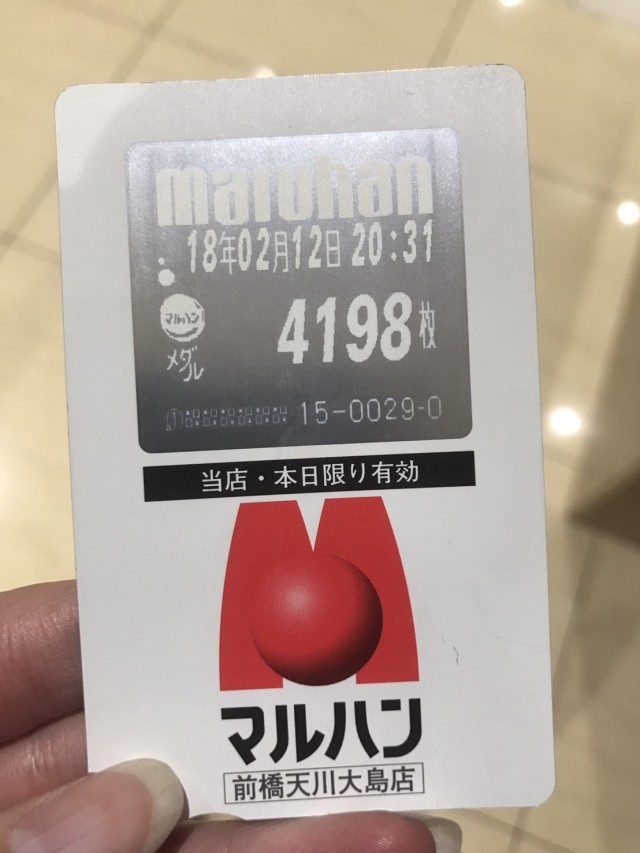 maruhan
18年02月12日 20:31
マルハン
4198枚
メダル
15-0029-0
当店・本日限り有効
マルハン
前橋天川大島店